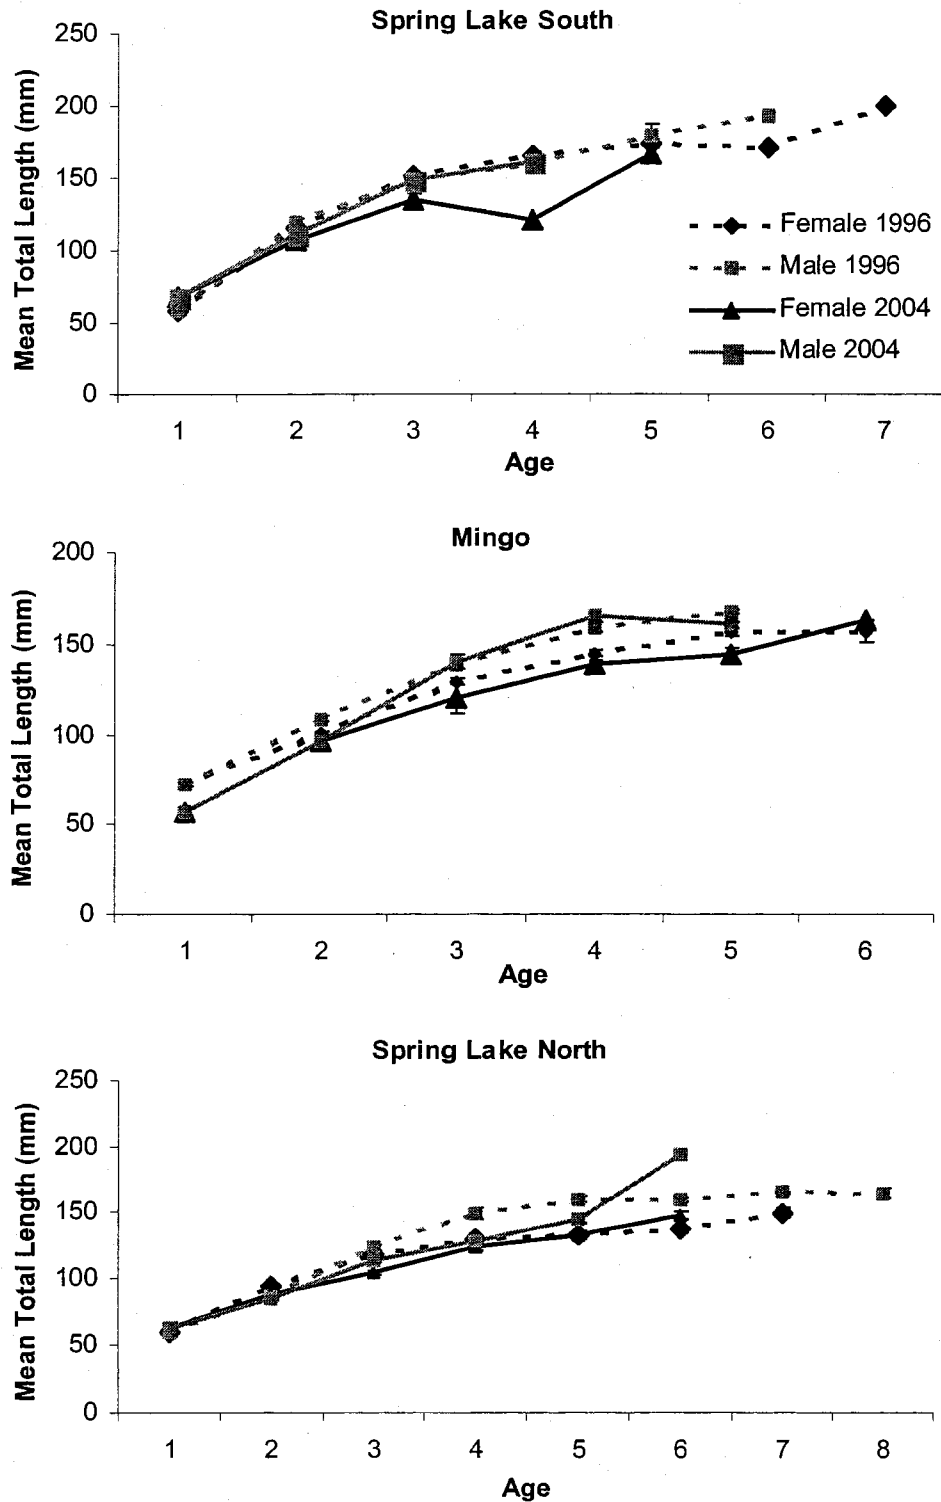 Spring Lake South
Mean Total Length (mm)
250
200
150
100
50
0
Female 1996
Male 1996
Female 2004
Male 2004
1 2 3 4 5 6 7
Age
Mingo
Mean Total Length (mm)
200
150
100
50
0
1 2 3 4 5 6
Age
Spring Lake North
Mean Total Length (mm)
250
200
150
100
50
0
1 2 3 4 5 6 7 8
Age